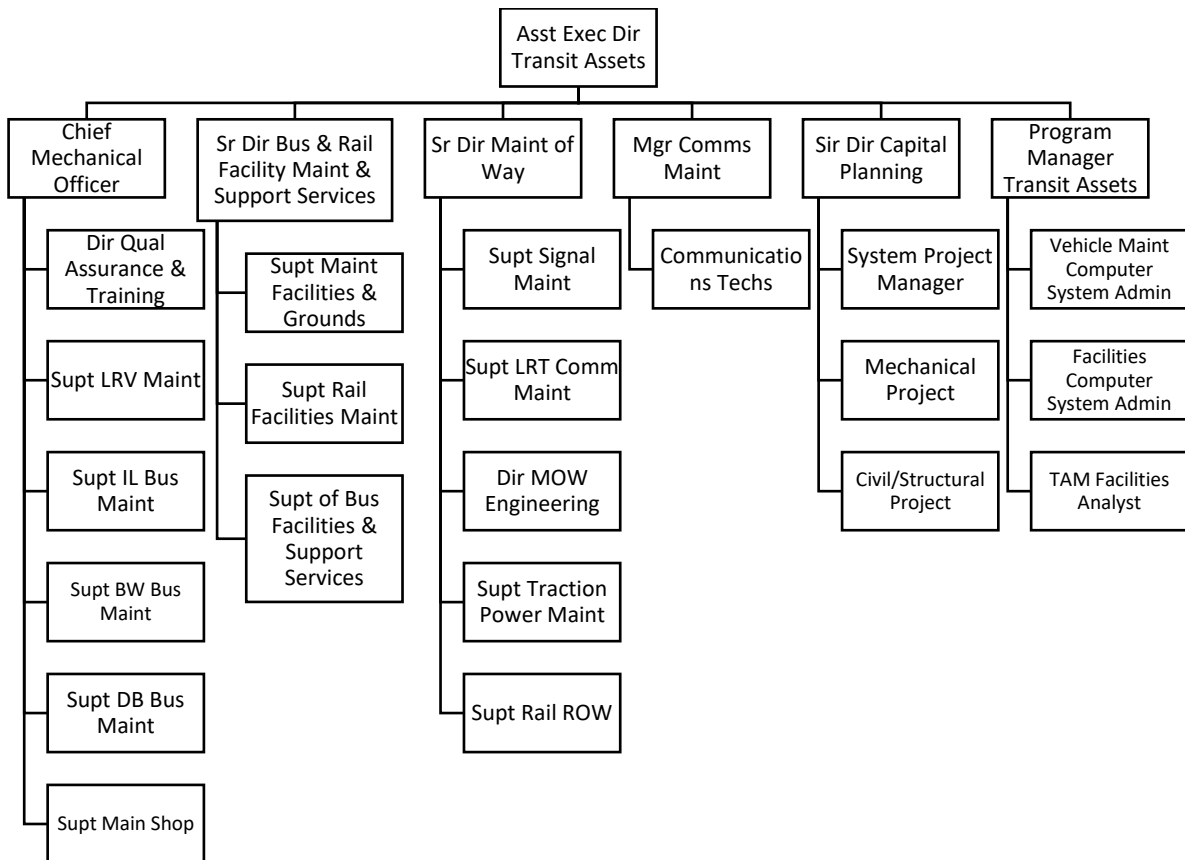 Asst Exec Dir
Transit Assets
Chief
Mechanical
Officer
Dir Qual
Assurance &
Training
Supt LRV Maint
Supt IL Bus
Maint
Supt BW Bus
Maint
Supt DB Bus
Maint
Supt Main Shop
Sr Dir Bus & Rail
Facility Maint &
Support Services
Supt Maint
Facilities &
Grounds
Supt Rail
Facilities Maint
Supt of Bus
Facilities &
Support
Services
Sr Dir Maint of
Way
Supt Signal
Maint
Supt LRT Comm
Maint
Dir MOW
Engineering
Supt Traction
Power Maint
Supt Rail ROW
Mgr Comms
Maint
Communicatio
ns Techs
Sir Dir Capital
Planning
System Project
Manager
Mechanical
Project
Civil/Structural
Project
Program
Manager
Transit Assets
Vehicle Maint
Computer
System Admin
Facilities
Computer
System Admin
TAM Facilities
Analyst